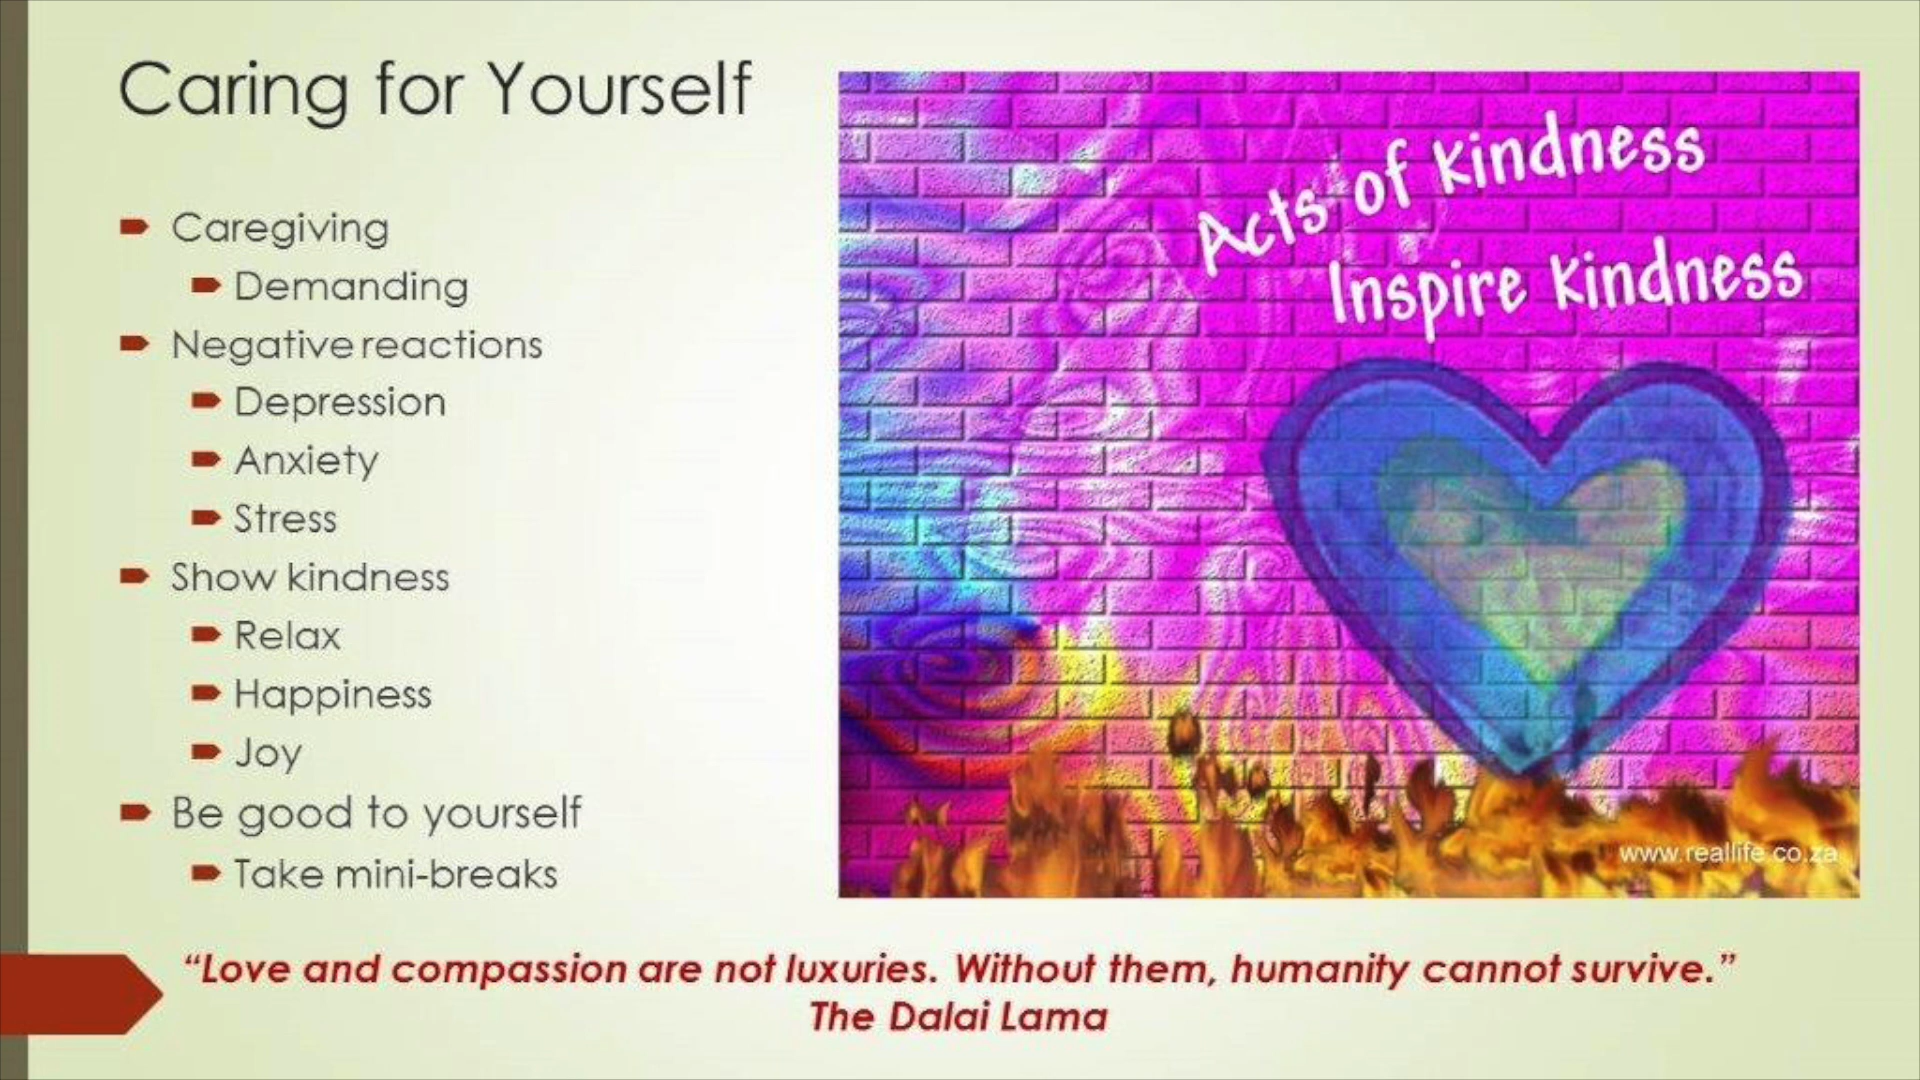 Caring for Yourself
Caregiving
Demanding
Negative reactions
Depression
Anxiety
Stress
Show kindness
Relax
Happiness
Joy
Be good to yourself
Take mini-breaks
Acts of kindness
Inspire kindness
www.reallife.co.za
“Love and compassion are not luxuries. Without them, humanity cannot survive.”
The Dalai Lama